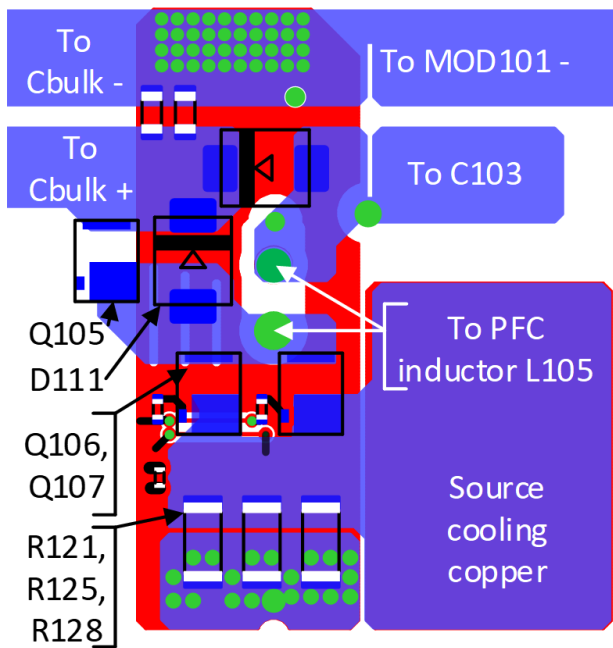 To
Cbulk -
To MOD101 -
To
Cbulk +
To C103
Q105
D111
To PFC
inductor L105
Q106,
Q107
Source
cooling
copper
R121,
R125,
R128